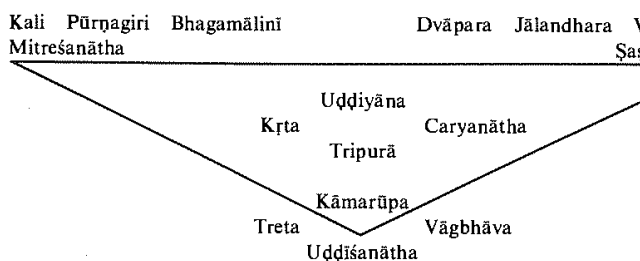 Kali Pūrṇagiri Bhagamālinī Dvāpara Jālandhara
Mitreśanātha
Uḍḍiyāna
Kṛta Caryanātha
Tripurā
Kāmarūpa
Treta Vāgbhāva
Uḍḍīśanātha